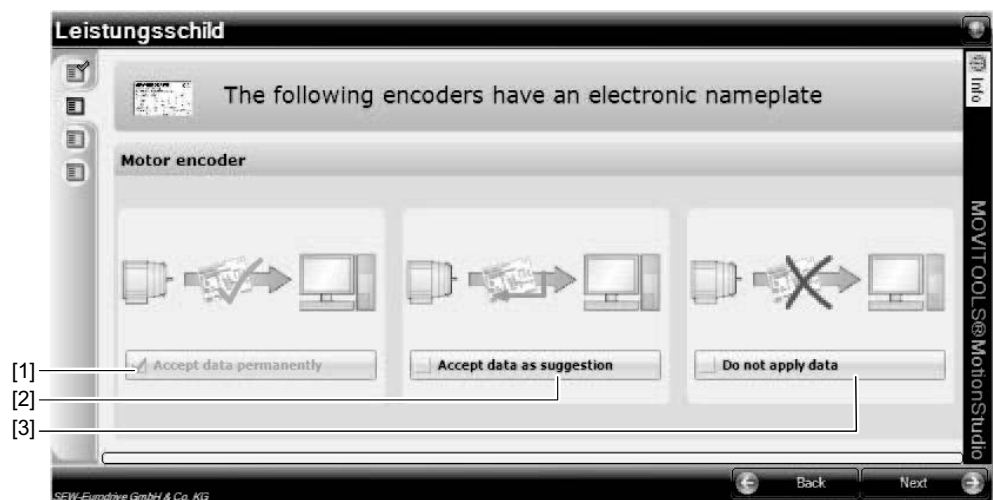 Leistungsschild
Info
The following encoders have an electronic nameplate
Motor encoder
[1]
Accept data permanently
Accept data as suggestion
Do not apply data
[2]
[3]
MOVITOOLS®MotionStudio
Back
Next
SEW-Eurodrive GmbH & Co. KG